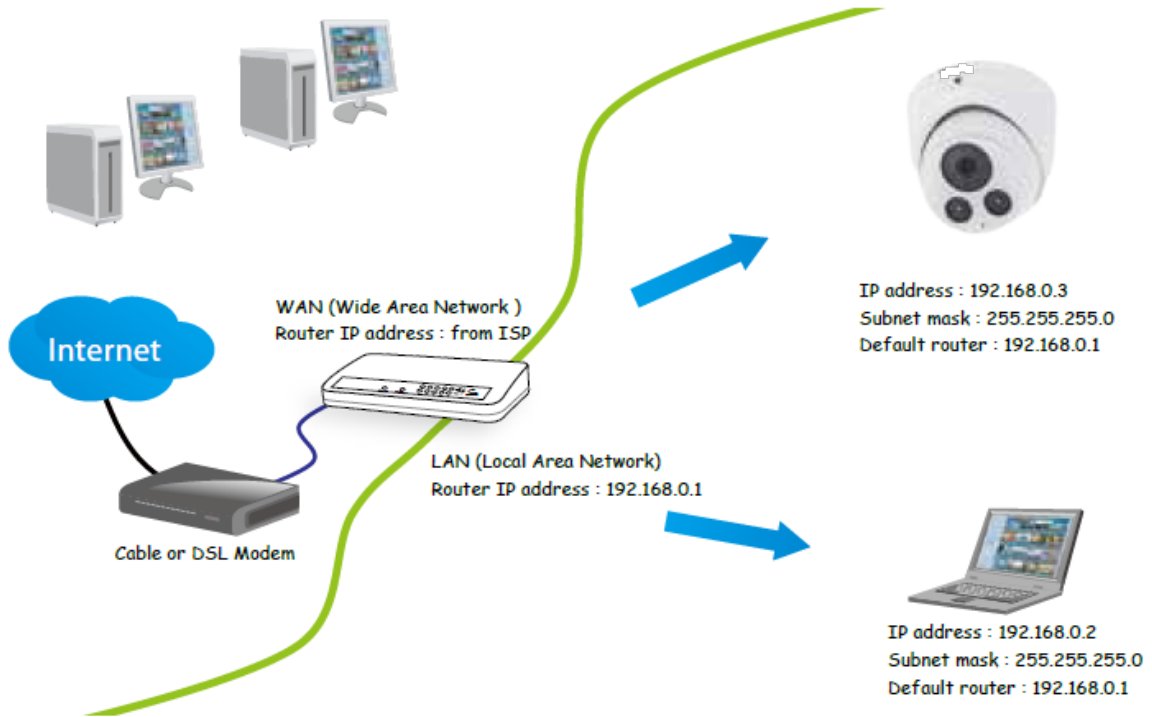 WAN (Wide Area Network )
Router IP address : from ISP
Internet
Cable or DSL Modem
LAN (Local Area Network)
Router IP address : 192.168.0.1
IP address : 192.168.0.3
Subnet mask : 255.255.255.0
Default router : 192.168.0.1
IP address : 192.168.0.2
Subnet mask : 255.255.255.0
Default router : 192.168.0.1